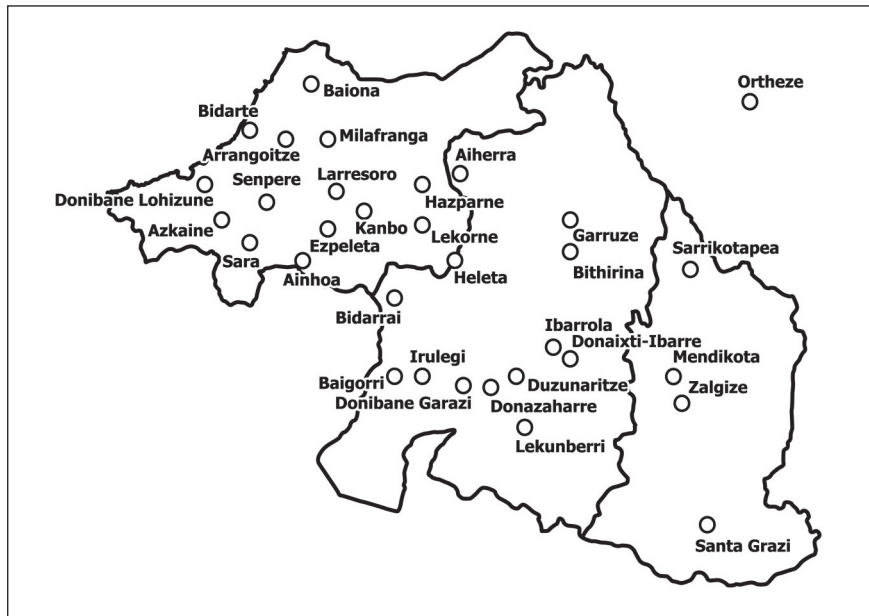 Ortheze
Baiona
Bidarte
Milafranga
Arrangoitze
Aiherra
Senpere
Larresoro
Donibane Lohizune
Hazparne
Azkaine
Kanbo
Garruze
Lekorne
Ezpeleta
Sara
Bithirina
Sarrikotapea
Ainhoa
Heleta
Bidarrai
Ibarrola
Donaixti-Ibarre
Irulegi
Mendikota
Baigorri
Duzunaritze
Zalgize
Donibane Garazi
Donazaharre
Lekunberri
Santa Grazi